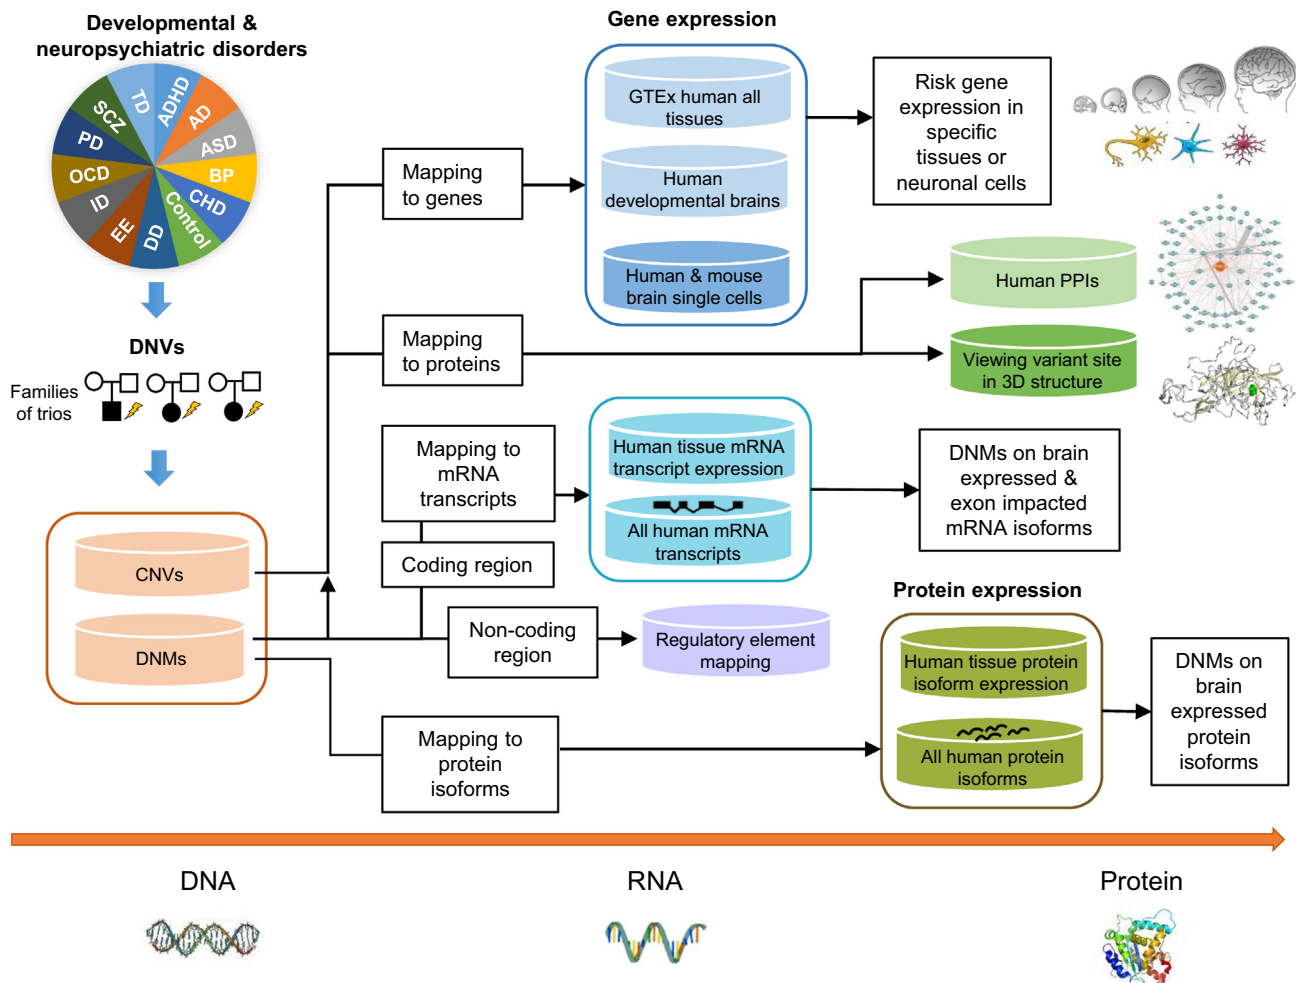 Developmental &
neuropsychiatric disorders
TD
ADHD
AD
ASD
BP
CHD
Control
DD
EE
ID
OCD
PD
SCZ
DNVs
Families
of trios
CNVs
DNMs
Mapping
to genes
Mapping
to proteins
Mapping to
mRNA
transcripts
Coding region
Non-coding
region
Mapping to
protein
isoforms
Gene expression
GTEx human all
tissues
Human
developmental brains
Human & mouse
brain single cells
Risk gene
expression in
specific
tissues or
neuronal cells
Human PPIs
Viewing variant site
in 3D structure
Human tissue mRNA
transcript expression
All human mRNA
transcripts
DNMs on brain
expressed &
exon impacted
mRNA isoforms
Regulatory element
mapping
Protein expression
Human tissue protein
isoform expression
All human protein
isoforms
DNMs on
brain
expressed
protein
isoforms
DNA
RNA
Protein